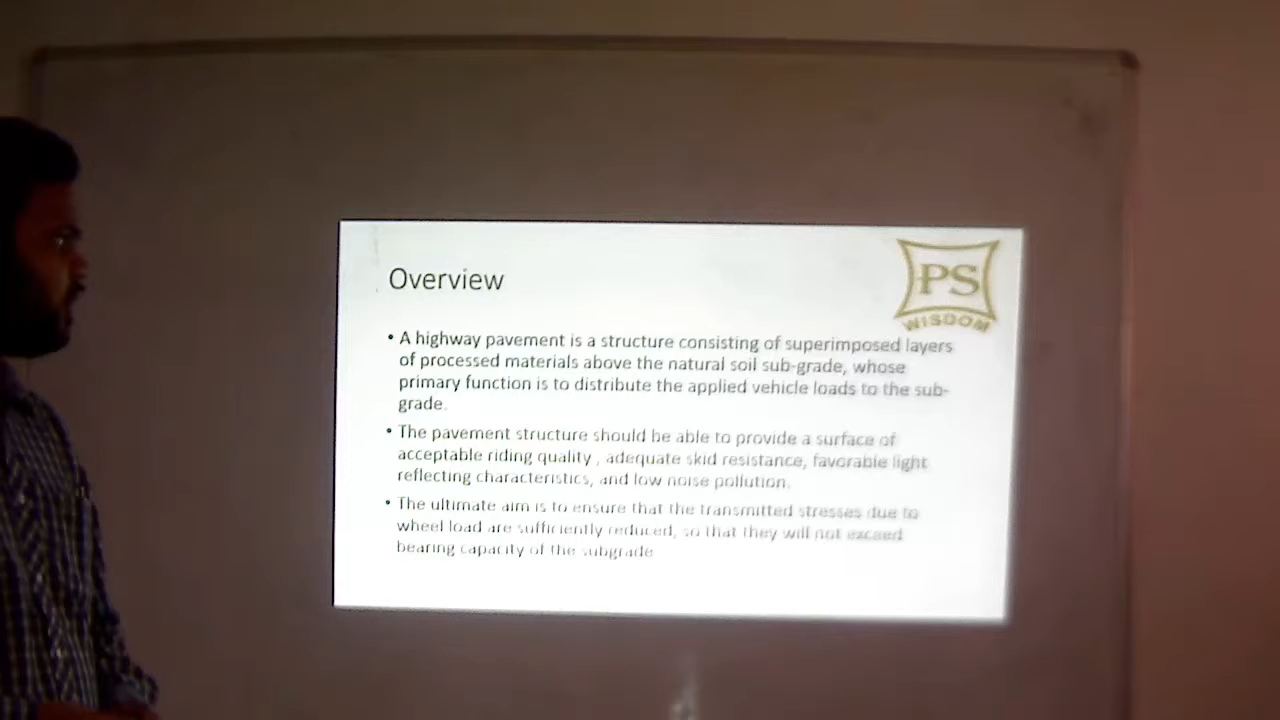 PS
WISDOM
Overview
• A highway pavement is a structure consisting of superimposed layers
of processed materials above the natural soil sub-grade, whose
primary function is to distribute the applied vehicle loads to the sub-
grade.
• The pavement structure should be able to provide a surface of
acceptable riding quality , adequate skid resistance, favorable light
reflecting characteristics, and low noise pollution.
• The ultimate aim is to ensure that the transmitted stresses due to
wheel load are sufficiently reduced, so that they will not exceed
bearing capacity of the subgrade